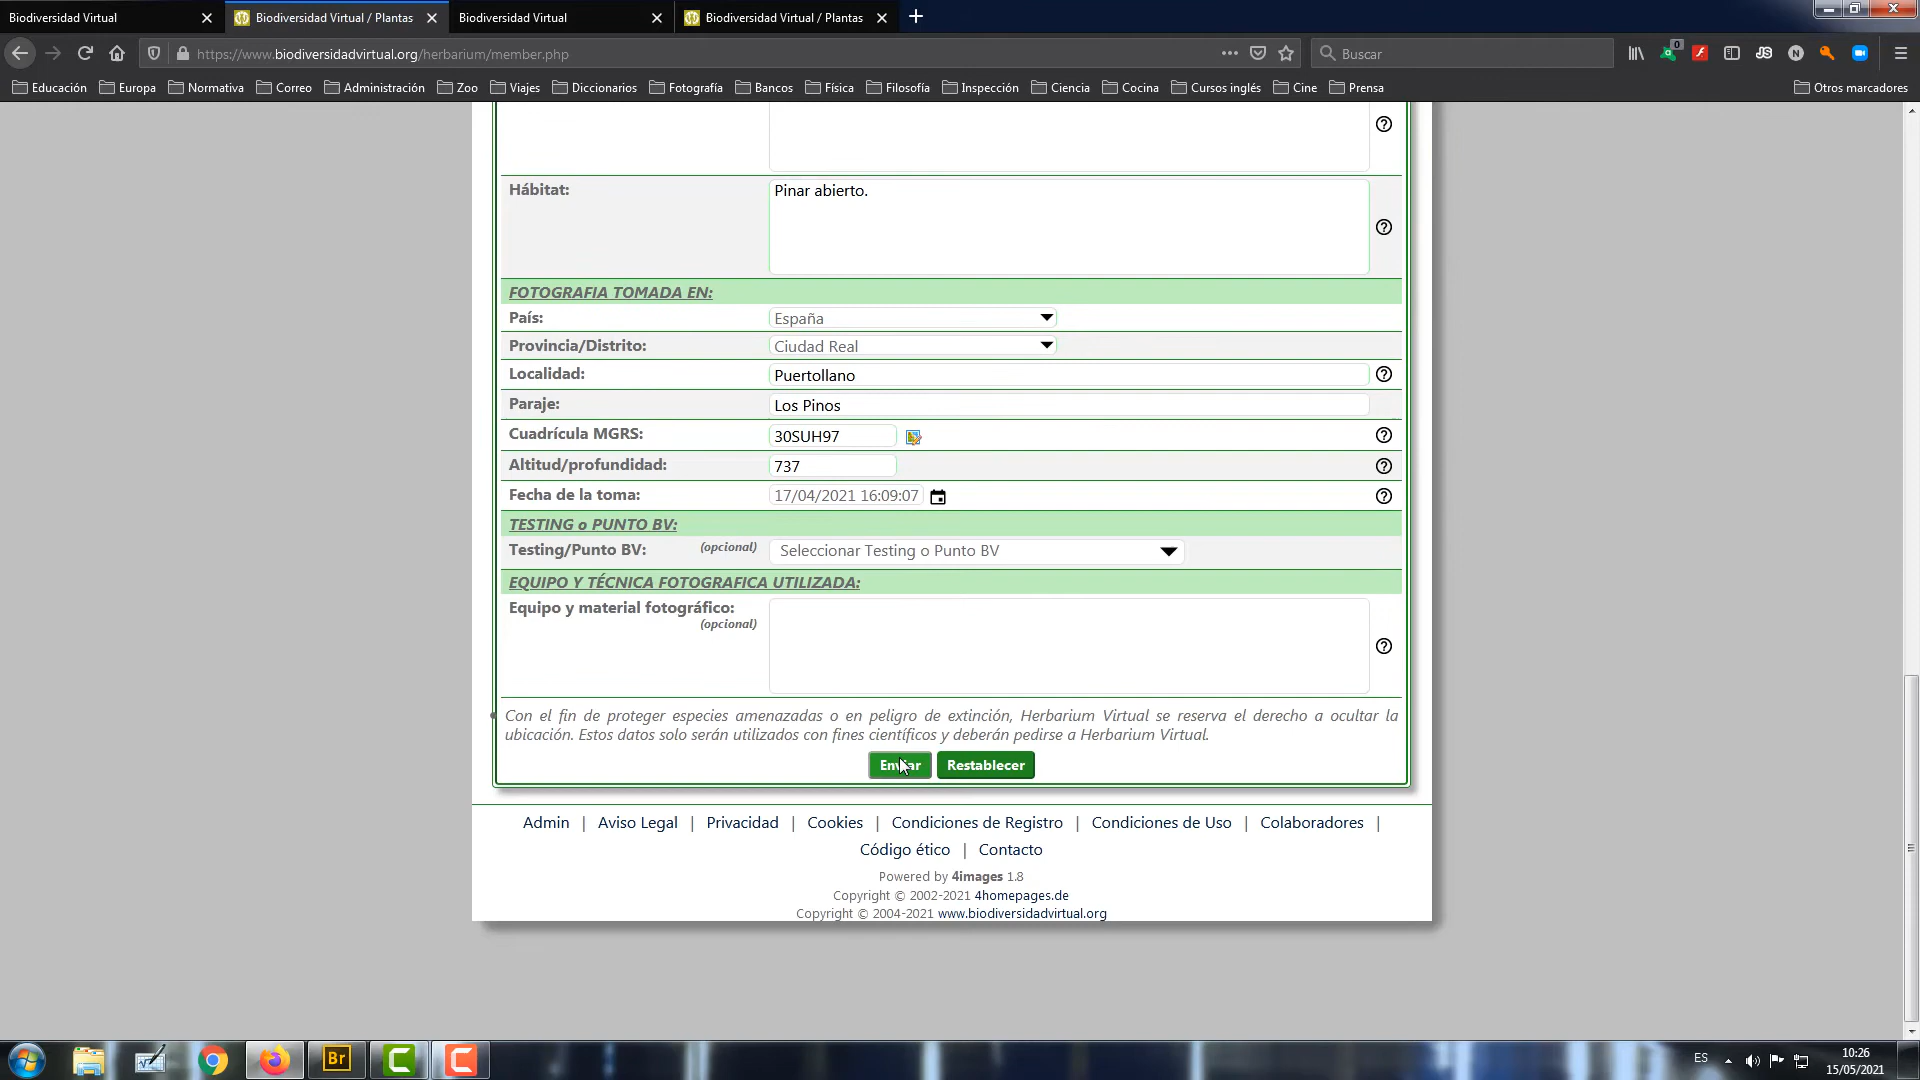 Biodiversidad Virtual
Biodiversidad Virtual / Plantas
Biodiversidad Virtual
Biodiversidad Virtual / Plantas
https://www.biodiversidadvirtual.org/herbarium/member.php
Buscar
0
Educación
Europa
Normativa
Correo
Administración
Zoo
Viajes
Diccionarios
Fotografía
Bancos
Física
Filosofía
Inspección
Ciencia
Cocina
Cursos inglés
Cine
Prensa
Otros marcadores
Hábitat:
Pinar abierto.
FOTOGRAFIA TOMADA EN:
País:
España
Provincia/Distrito:
Ciudad Real
Localidad:
Puertollano
Paraje:
Los Pinos
Cuadrícula MGRS:
30SUH97
Altitud/profundidad:
737
Fecha de la toma:
17/04/2021 16:09:07
TESTING o PUNTO BV:
Testing/Punto BV:
(opcional)
Seleccionar Testing o Punto BV
EQUIPO Y TÉCNICA FOTOGRAFICA UTILIZADA:
Equipo y material fotográfico:
(opcional)
Con el fin de proteger especies amenazadas o en peligro de extinción, Herbarium Virtual se reserva el derecho a ocultar la
ubicación. Estos datos solo serán utilizados con fines científicos y deberán pedirse a Herbarium Virtual.
Enviar
Restablecer
Admin | Aviso Legal | Privacidad | Cookies | Condiciones de Registro | Condiciones de Uso | Colaboradores |
Código ético | Contacto
Powered by 4images 1.8
Copyright © 2002-2021 4homepages.de
Copyright © 2004-2021 www.biodiversidadvirtual.org
Br
ES
10:26
15/05/2021